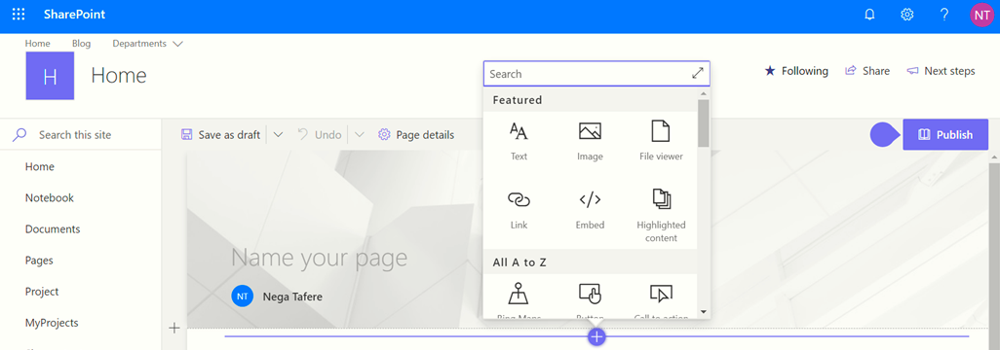 SharePoint
NT
Home Blog Departments
H Home
Search
Following Share Next steps
Featured
Search this site
Save as draft Undo Page details
Publish
Text Image File viewer
Home
Notebook
Documents
Pages
Project
MyProjects
Link Embed Highlighted
content
Name your page
NT Nega Tafere
All A to Z
Bing Maps Button Call to action